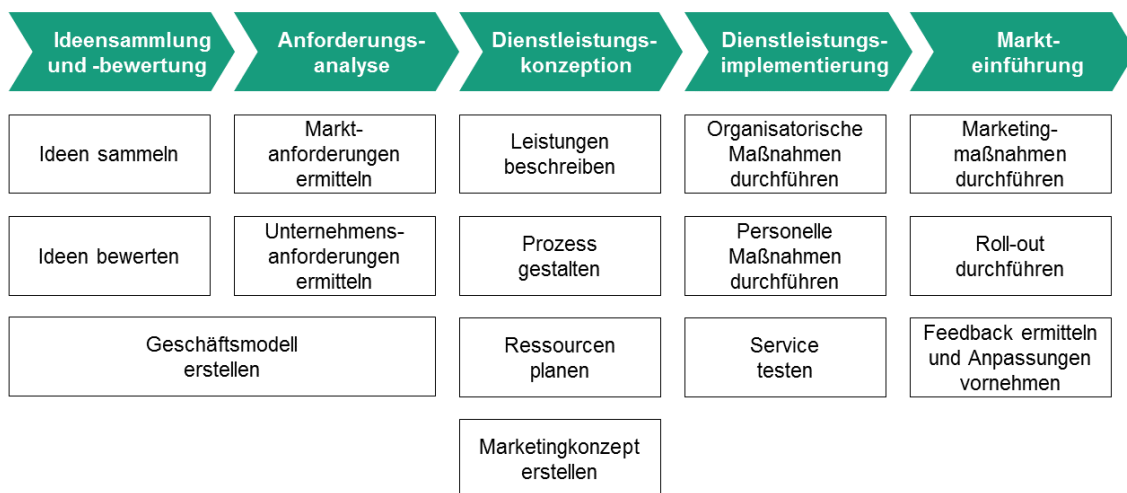 Ideensammlung
und -bewertung
Anforderungs-
analyse
Dienstleistungs-
konzeption
Dienstleistungs-
implementierung
Markt-
einführung
Ideen sammeln
Markt-
anforderungen
ermitteln
Leistungen
beschreiben
Organisatorische
Maßnahmen
durchführen
Marketing-
maßnahmen
durchführen
Ideen bewerten
Unternehmens-
anforderungen
ermitteln
Prozess
gestalten
Personelle
Maßnahmen
durchführen
Roll-out
durchführen
Geschäftsmodell
erstellen
Ressourcen
planen
Service
testen
Feedback ermitteln
und Anpassungen
vornehmen
Marketingkonzept
erstellen